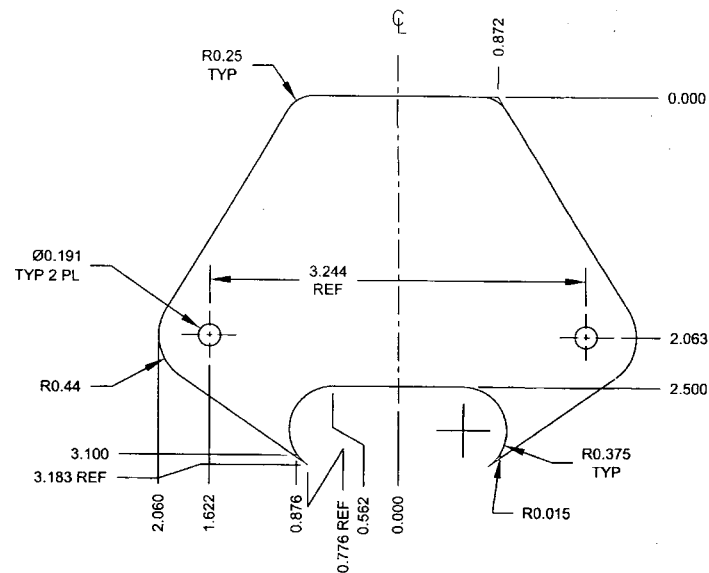 ℄
0.872
R0.25
TYP
0.000
Ø0.191
TYP 2 PL
3.244
REF
2.063
R0.44
2.500
3.100
3.183 REF
R0.375
TYP
R0.015
2.060
1.622
0.876
0.776 REF
0.562
0.000